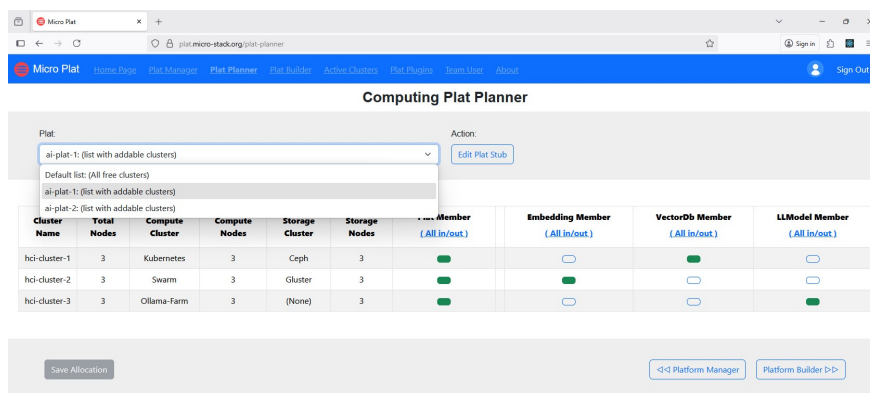 Micro Plat
plat.micro-stack.org/plat-planner
Sign in
Micro Plat Home Page Plat Manager Plat Planner Plat Builder Active Clusters Plat Plugins Team User About Sign Out
Computing Plat Planner
Plat: Action:
ai-plat-1: (list with addable clusters) Edit Plat Stub
Default list: (All free clusters)
ai-plat-1: (list with addable clusters)
ai-plat-2: (list with addable clusters)
Cluster Total Compute Compute Storage Storage Member Embedding Member VectorDb Member LLModel Member
Name Nodes Cluster Nodes Cluster Nodes ( All in/out ) ( All in/out ) ( All in/out ) ( All in/out )
hci-cluster-1 3 Kubernetes 3 Ceph 3
hci-cluster-2 3 Swarm 3 Gluster 3
hci-cluster-3 3 Ollama-Farm 3 (None) 3
Save Allocation ◁◁ Platform Manager Platform Builder ▷▷